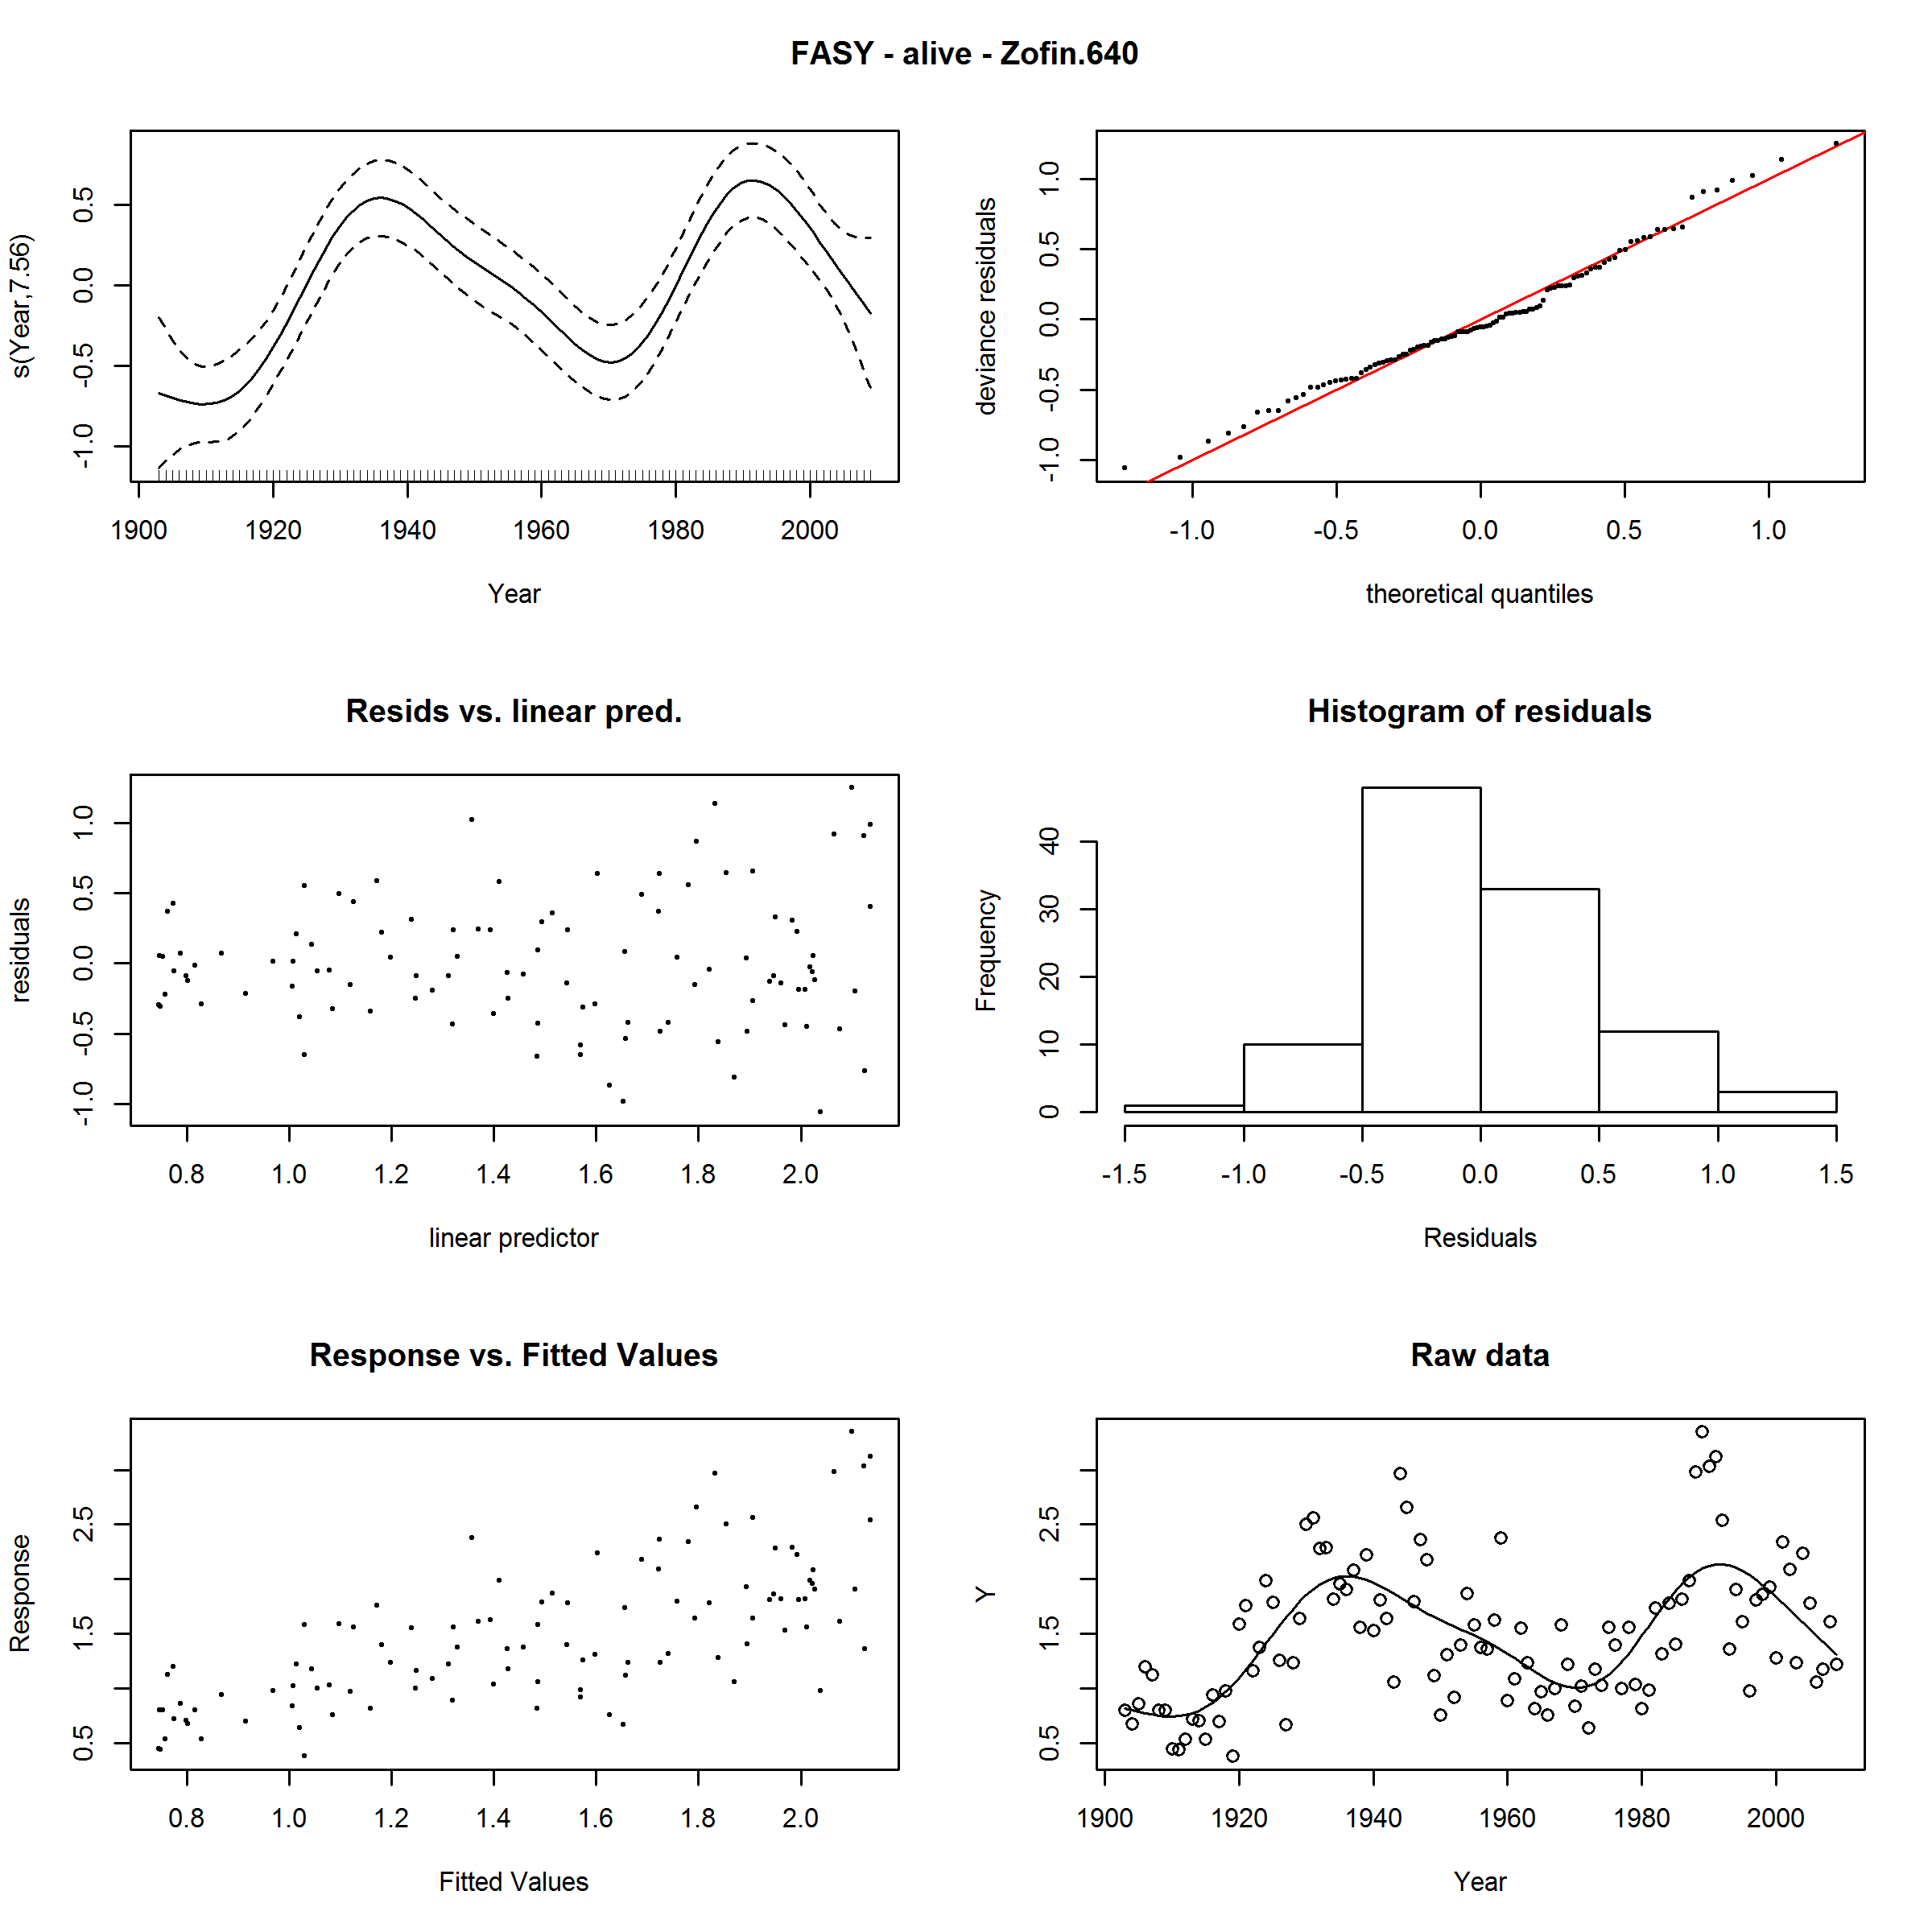 FASY - alive - Zofin.640
s(Year,7.56)
-1.0 -0.5 0.0 0.5
1900 1920 1940 1960 1980 2000
Year
deviance residuals
-1.0 -0.5 0.0 0.5 1.0
-1.0 -0.5 0.0 0.5 1.0
theoretical quantiles
Resids vs. linear pred.
residuals
-1.0 -0.5 0.0 0.5 1.0
0.8 1.0 1.2 1.4 1.6 1.8 2.0
linear predictor
Histogram of residuals
Frequency
0 10 20 30 40
-1.5 -1.0 -0.5 0.0 0.5 1.0 1.5
Residuals
Response vs. Fitted Values
Response
0.5 1.5 2.5
0.8 1.0 1.2 1.4 1.6 1.8 2.0
Fitted Values
Raw data
Y
0.5 1.5 2.5
1900 1920 1940 1960 1980 2000
Year